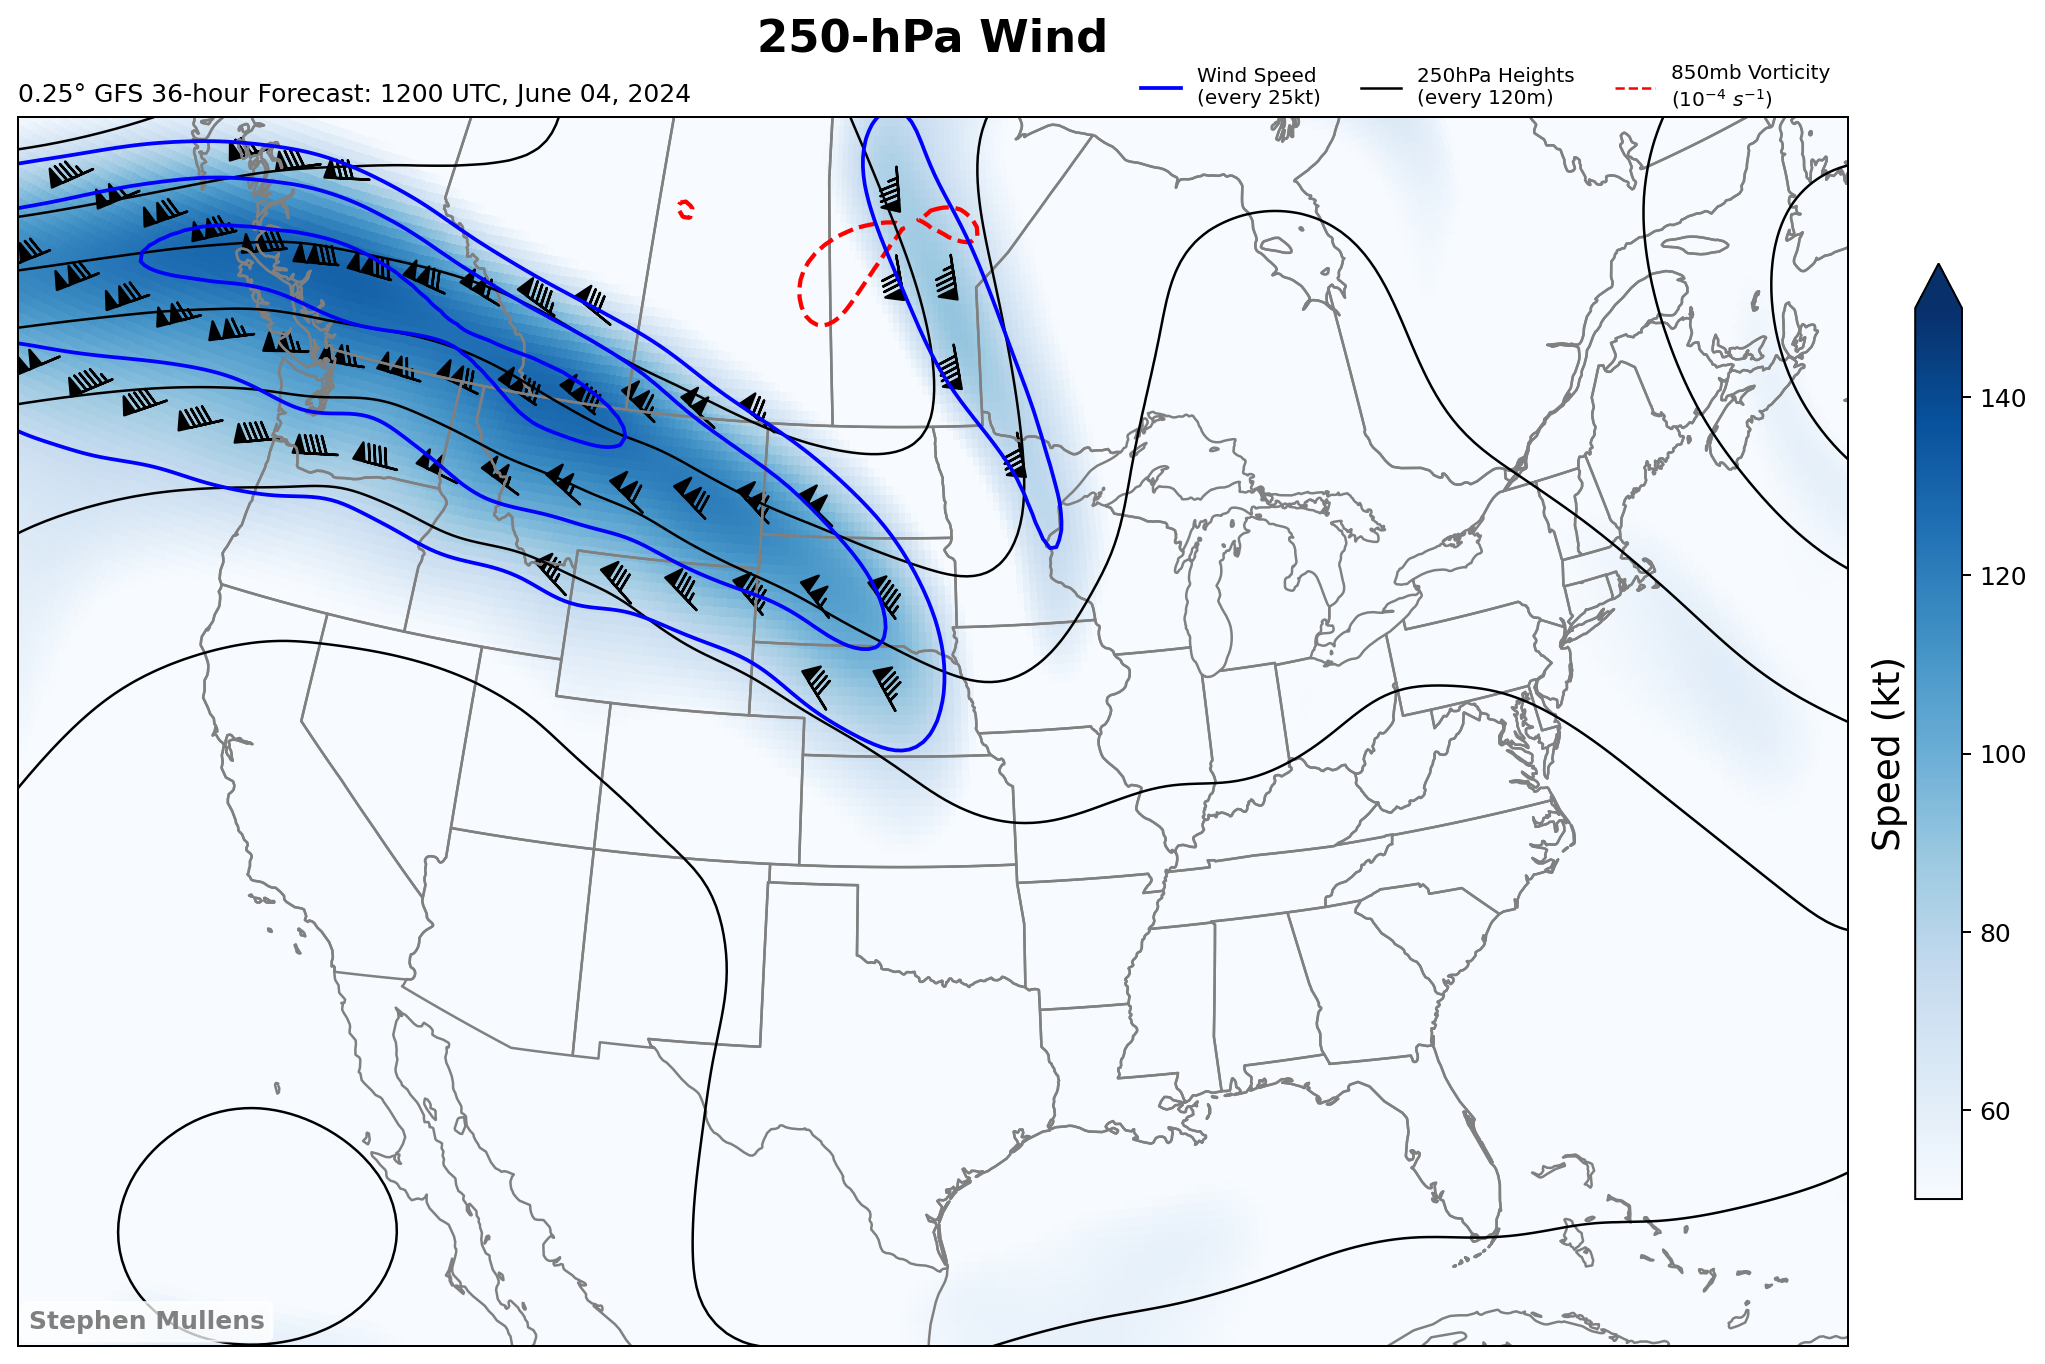 250-hPa Wind
0.25° GFS 36-hour Forecast: 1200 UTC, June 04, 2024
Wind Speed
(every 25kt)
250hPa Heights
(every 120m)
850mb Vorticity
(10⁻⁴ s⁻¹)
140
120
100
80
60
Speed (kt)
Stephen Mullens